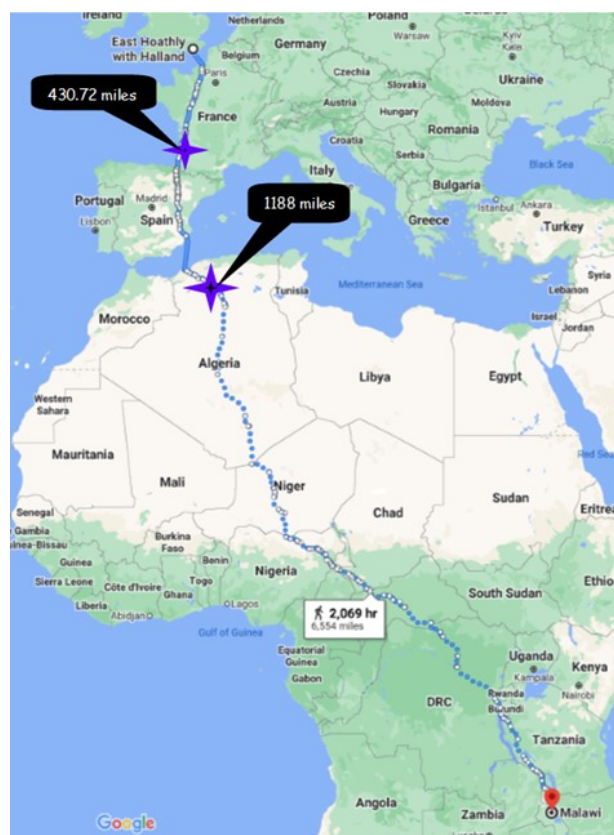 Ireland
Netherlands
Poland
Warsaw
East Hoathly
with Halland
Germany
Belgium
Kyiv
Київ
Paris
Czechia
Ukraine
430.72 miles
Slovakia
France
Austria
Moldova
Hungary
Croatia
Romania
Serbia
Italy
Black Sea
Bulgaria
Portugal
Madrid
1188 miles
Istanbul
Ankara
Lisbon
Spain
Greece
Turkey
Syria
Tunisia
Mediterranean Sea
Lebanon
Israel
Morocco
Jordan
Algeria
Libya
Egypt
Western
Sahara
Red Sea
Mauritania
Mali
Niger
Chad
Sudan
Eritre
Senegal
Gambia
Burkina
Faso
uinea-Bissau
Guinea
Benin
Nigeria
Ethio
Sierra Leone
Côte d'Ivoire
Togo
Ghana
South Sudan
Liberia
Abidjan
Lagos
2,069 hr
6,554 miles
Gulf of Guinea
Equatorial
Guinea
Gabon
Uganda
Kampala
Kenya
DRC
Rwanda
Nairobi
Burundi
Tanzania
Angola
Zambia
Malawi
Google